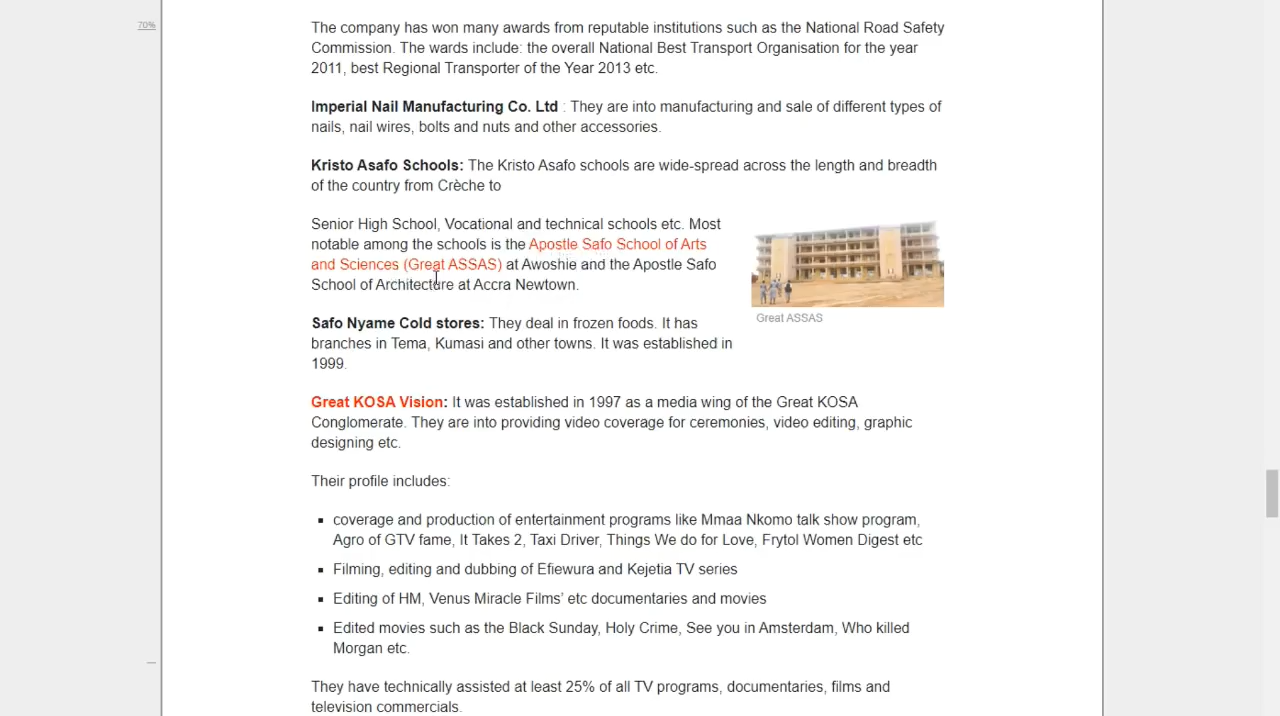 70%
The company has won many awards from reputable institutions such as the National Road Safety
Commission. The wards include: the overall National Best Transport Organisation for the year
2011, best Regional Transporter of the Year 2013 etc.
Imperial Nail Manufacturing Co. Ltd : They are into manufacturing and sale of different types of
nails, nail wires, bolts and nuts and other accessories.
Kristo Asafo Schools: The Kristo Asafo schools are wide-spread across the length and breadth
of the country from Crèche to
Senior High School, Vocational and technical schools etc. Most
notable among the schools is the Apostle Safo School of Arts
and Sciences (Great ASSAS) at Awoshie and the Apostle Safo
School of Architecture at Accra Newtown.
Great ASSAS
Safo Nyame Cold stores: They deal in frozen foods. It has
branches in Tema, Kumasi and other towns. It was established in
1999.
Great KOSA Vision: It was established in 1997 as a media wing of the Great KOSA
Conglomerate. They are into providing video coverage for ceremonies, video editing, graphic
designing etc.
Their profile includes:
▪ coverage and production of entertainment programs like Mmaa Nkomo talk show program,
Agro of GTV fame, It Takes 2, Taxi Driver, Things We do for Love, Frytol Women Digest etc
▪ Filming, editing and dubbing of Efiewura and Kejetia TV series
▪ Editing of HM, Venus Miracle Films' etc documentaries and movies
▪ Edited movies such as the Black Sunday, Holy Crime, See you in Amsterdam, Who killed
Morgan etc.
They have technically assisted at least 25% of all TV programs, documentaries, films and
television commercials.